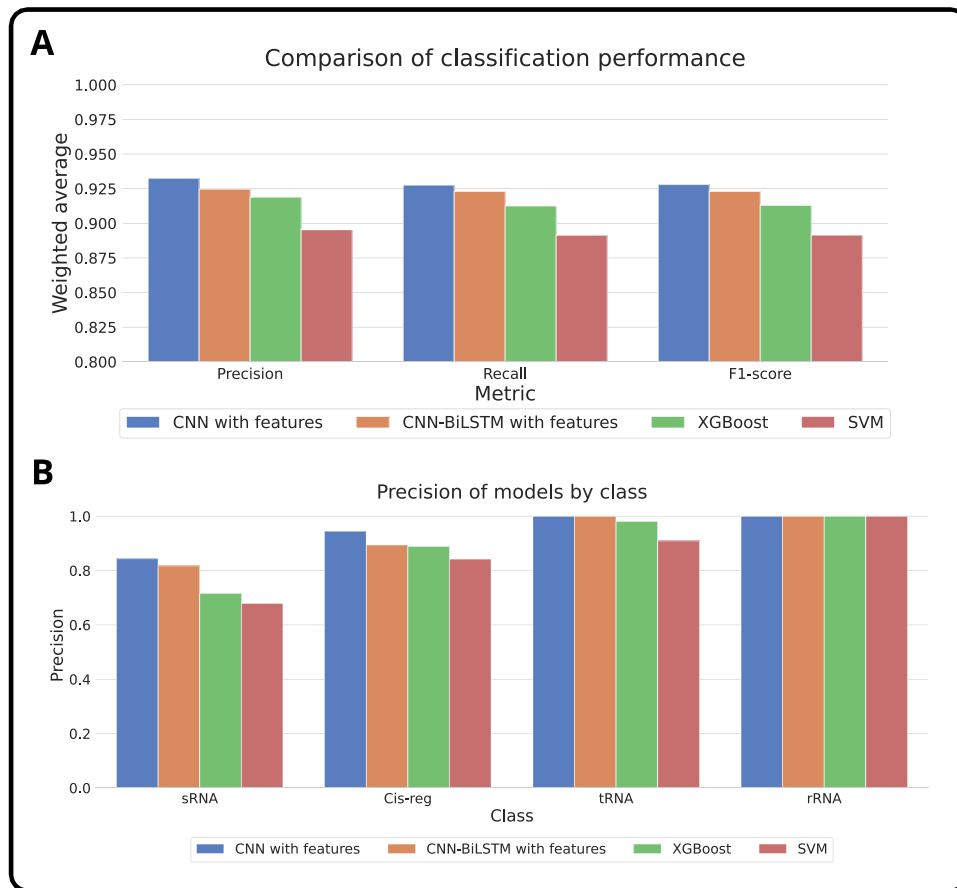 A
Comparison of classification performance
Weighted average
1.000
0.975
0.950
0.925
0.900
0.875
0.850
0.825
0.800
Precision Recall F1-score
Metric
CNN with features CNN-BiLSTM with features XGBoost SVM
B
Precision of models by class
Precision
1.0
0.8
0.6
0.4
0.2
0.0
sRNA Cis-reg tRNA rRNA
Class
CNN with features CNN-BiLSTM with features XGBoost SVM